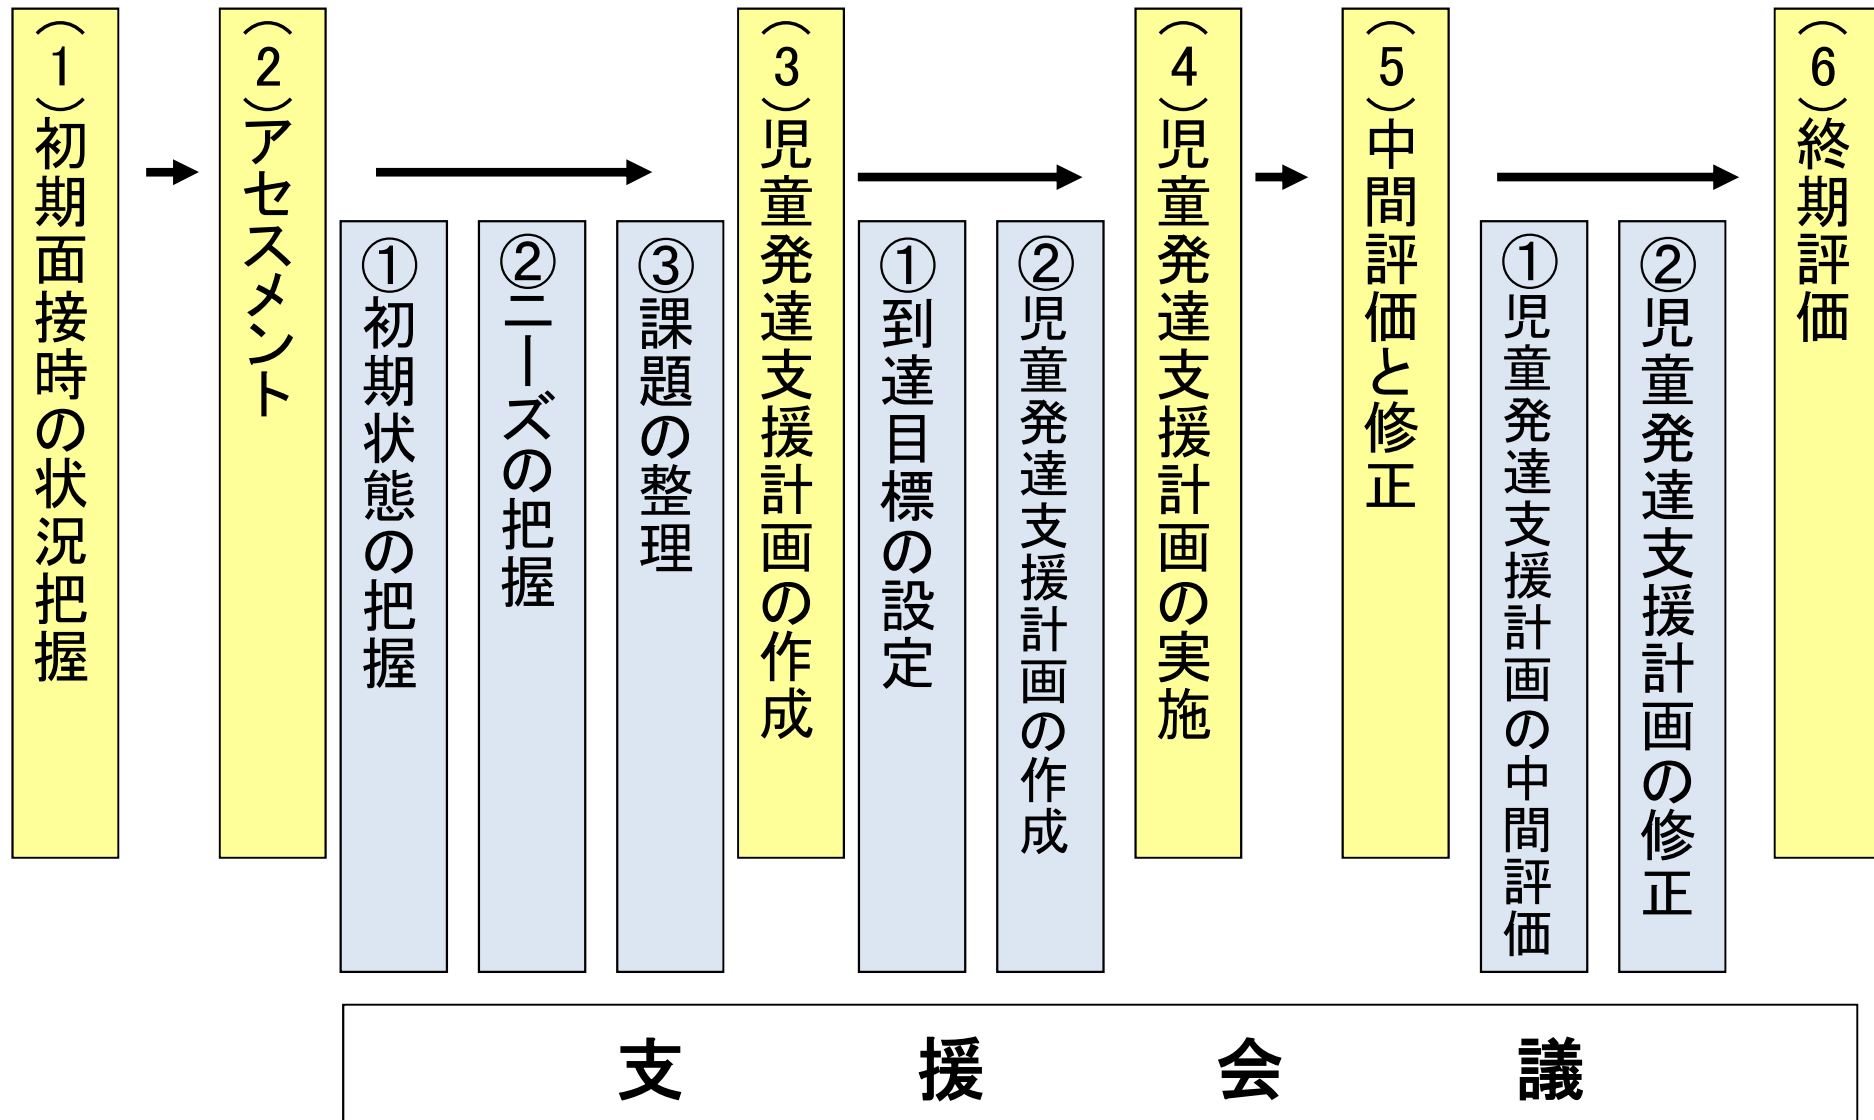 （1）初期面接時の状況把握
（2）アセスメント
①初期状態の把握
②ニーズの把握
③課題の整理
（3）児童発達支援計画の作成
①到達目標の設定
②児童発達支援計画の作成
（4）児童発達支援計画の実施
（5）中間評価と修正
①児童発達支援計画の中間評価
②児童発達支援計画の修正
（6）終期評価
支援会議